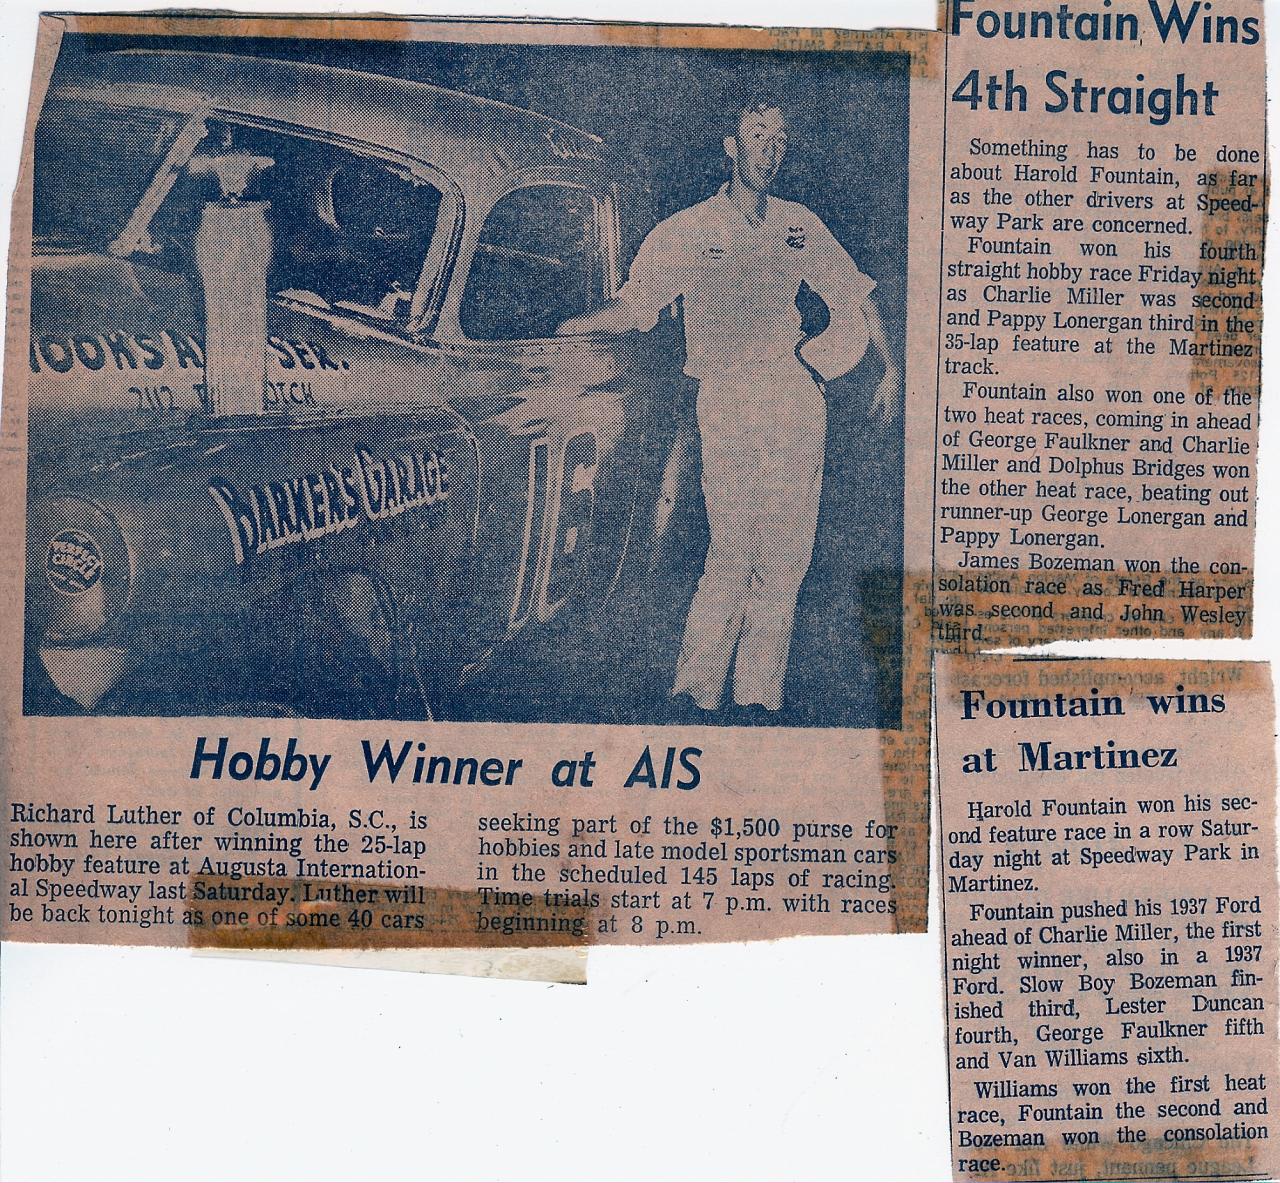 BARKERS GARAGE
Hobby Winner at AIS
Richard Luther of Columbia, S.C., is
shown here after winning the 25-lap
hobby feature at Augusta Internation-
al Speedway last Saturday. Luther will
be back tonight as one of some 40 cars
seeking part of the $1,500 purse for
hobbies and late model sportsman cars
in the scheduled 145 laps of racing.
Time trials start at 7 p.m. with races
beginning at 8 p.m.
Fountain Wins
4th Straight
Something has to be done
about Harold Fountain, as far
as the other drivers at Speed-
way Park are concerned.
Fountain won his fourth
straight hobby race Friday night
as Charlie Miller was second
and Pappy Lonergan third in the
35-lap feature at the Martinez
track.
Fountain also won one of the
two heat races, coming in ahead
of George Faulkner and Charlie
Miller and Dolphus Bridges won
the other heat race, beating out
runner-up George Lonergan and
Pappy Lonergan.
James Bozeman won the con-
solation race as Fred Harper
was second and John Wesley
third.
Fountain wins
at Martinez
Harold Fountain won his sec-
ond feature race in a row Satur-
day night at Speedway Park in
Martinez.
Fountain pushed his 1937 Ford
ahead of Charlie Miller, the first
night winner, also in a 1937
Ford. Slow Boy Bozeman fin-
ished third, Lester Duncan
fourth, George Faulkner fifth
and Van Williams sixth.
Williams won the first heat
race, Fountain the second and
Bozeman won the consolation
race.